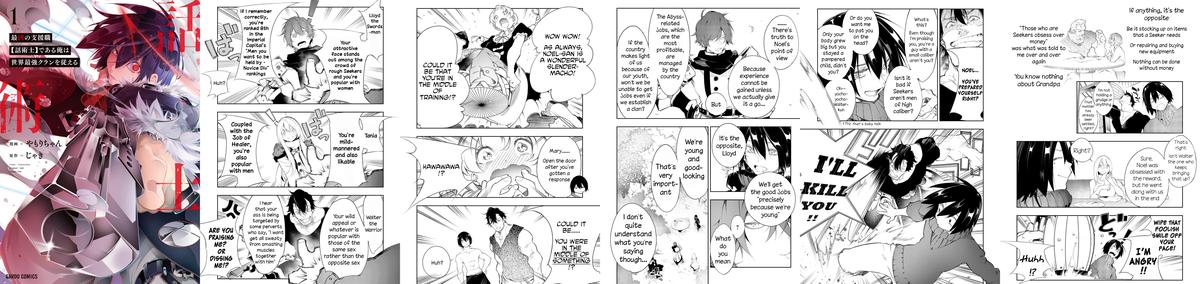 1
最凶の支援職
【話術士】である俺は
世界最強クランを従える
話
術
士
やもりちゃん
じゃき
GARDO COMICS
If I remember
correctly,
you're
ranked 8th
in the
Imperial
Capital's
"Men you
want to be
held by"
- Novice
Div. rankings
Lloyd
the
Swords
-man
Huh?
Your
attractive
Face stands
out among the
crowd of
rough Seekers
and you're
popular with
women
Coupled
with the
Job of
Healer,
you're
also
popular
with men
Tania
You're
mild-
mannered
and also
likable
ARE YOU
PRAISING
ME?
OR
DISSING
ME!?
I hear
that your
ass is being
targeted by
some perverts
who say, "I want
to get all sweaty
from smashing
muscles
together
with him"
Walter
the
Warrior
Your wild
appeal or
whatever is
popular with
those of the
same sex
rather than the
opposite sex
WOW WOW!
AS ALWAYS,
NOEL-SAN IS
A WONDERFUL
SLENDER-
MACHO!
COULD IT
BE THAT
YOU'RE IN
THE MIDDLE
OF
TRAINING!?
HAWAWAWA
!?
Mary......
Open the door
after you've
gotten a
response
Huh?
COULD IT
BE......
YOU WERE
IN THE
MIDDLE OF
SOMETHING
!?
The Abyss-
related
Jobs, which
are the
most
profitable,
are
managed
by the
country
There's
truth to
Noel's
point of
view
If the
country
makes light
of us
because of
our youth,
won't we be
unable to get
Jobs even if
we establish
a clan?
But
Because
experience
cannot be
gained unless
we actually
give it a go...
That's
very
import-
ant
We're
young
and
good-
looking
It's the
opposite,
Lloyd
We'll get
the good Jobs
"precisely
because we're
young"
I don't
quite
understand
what you're
saying
though...
What
do
you
mean
Or do you
want me
to pat you?
Only your
body grew
big but you
stayed a
pampered
child, didn't
you?
What's
this?
Even though
I'm praising
you, you're a
guy with a
small caliber
aren't you?
Isn't it
bad if
Seekers
aren't men
of high
caliber?
NOEL...
YOU'VE
PREPARED
YOURSELF
RIGHT?
I'LL
KILL
YOU
!!
If anything, it's the
opposite
"Those who are
Seekers obsess over
money"
was what was told to
me over and over
again
Be it stocking up on items
that a Seeker needs
Or repairing and buying
new equipment
Nothing can be
done without
money
You know nothing
about Grandpa
Right?
Sure,
Noel was
obsessed with
the reward,
but he went
along with us
in the end
That's
right
Huhh
!?
I'M
ANGRY
!!
WIPE THAT
FOOLISH
SMILE OFF
YOUR
FACE!